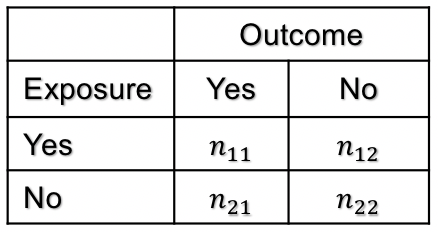 Outcome
Exposure Yes No
Yes n₁₁ n₁₂
No n₂₁ n₂₂